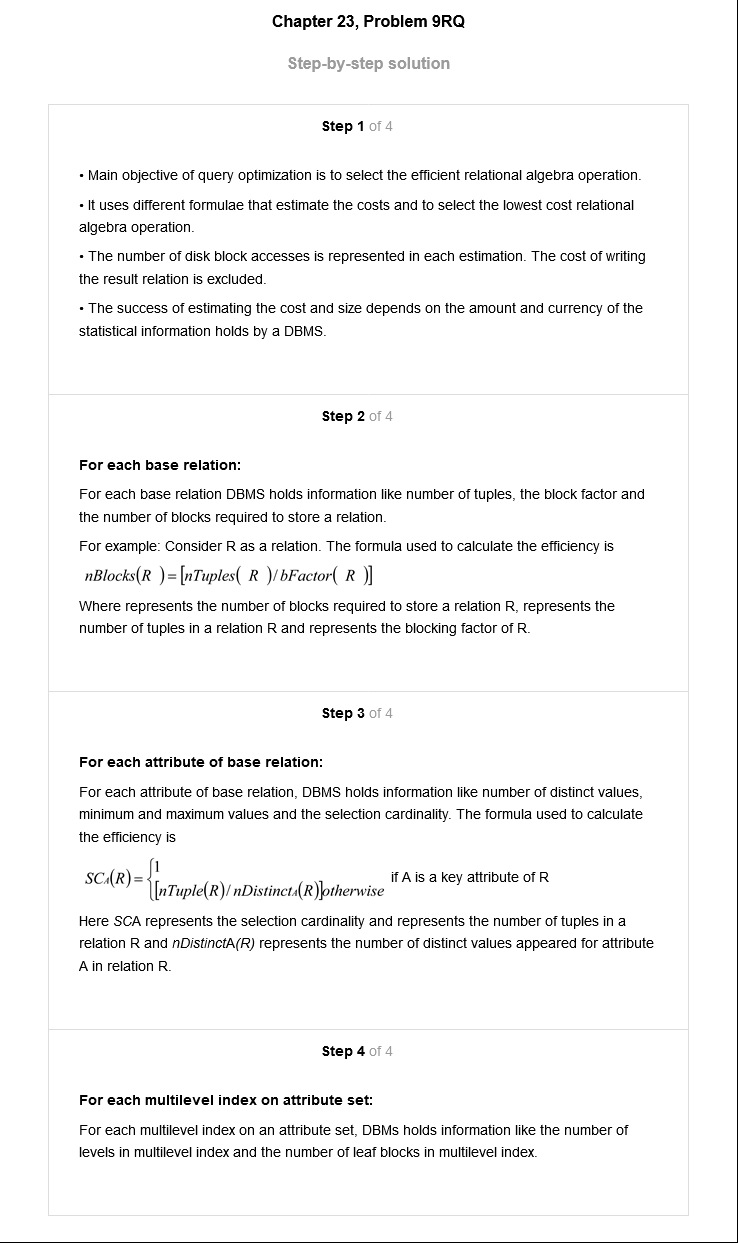 Chapter 23, Problem 9RQ
Step-by-step solution
Step 1 of 4
• Main objective of query optimization is to select the efficient relational algebra operation.
• It uses different formulae that estimate the costs and to select the lowest cost relational
algebra operation.
• The number of disk block accesses is represented in each estimation. The cost of writing
the result relation is excluded.
• The success of estimating the cost and size depends on the amount and currency of the
statistical information holds by a DBMS.
Step 2 of 4
For each base relation:
For each base relation DBMS holds information like number of tuples, the block factor and
the number of blocks required to store a relation.
For example: Consider R as a relation. The formula used to calculate the efficiency is
nBlocks(R )=[nTuples( R )/bFactor( R )]
Where represents the number of blocks required to store a relation R, represents the
number of tuples in a relation R and represents the blocking factor of R.
Step 3 of 4
For each attribute of base relation:
For each attribute of base relation, DBMS holds information like number of distinct values,
minimum and maximum values and the selection cardinality. The formula used to calculate
the efficiency is
SCA(R)={1
[nTuple(R)/nDistinctA(R)]otherwise if A is a key attribute of R
Here SCA represents the selection cardinality and represents the number of tuples in a
relation R and nDistinctA(R) represents the number of distinct values appeared for attribute
A in relation R.
Step 4 of 4
For each multilevel index on attribute set:
For each multilevel index on an attribute set, DBMs holds information like the number of
levels in multilevel index and the number of leaf blocks in multilevel index.